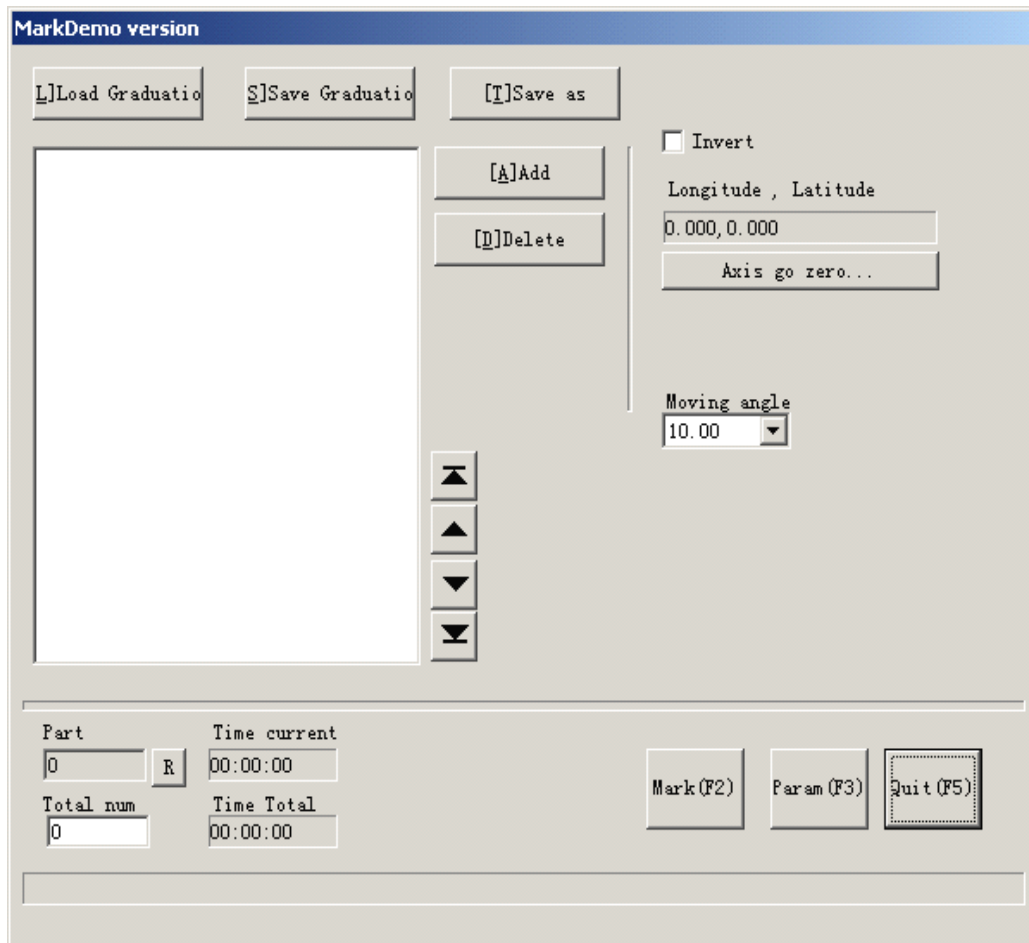 MarkDemo version
L]Load Graduatio
S]Save Graduatio
[T]Save as
[A]Add
[D]Delete
Invert
Longitude , Latitude
0.000,0.000
Axis go zero...
Moving angle
10.00
Part
Time current
0
R
00:00:00
Total num
Time Total
0
00:00:00
Mark(F2)
Param(F3)
Quit(F5)